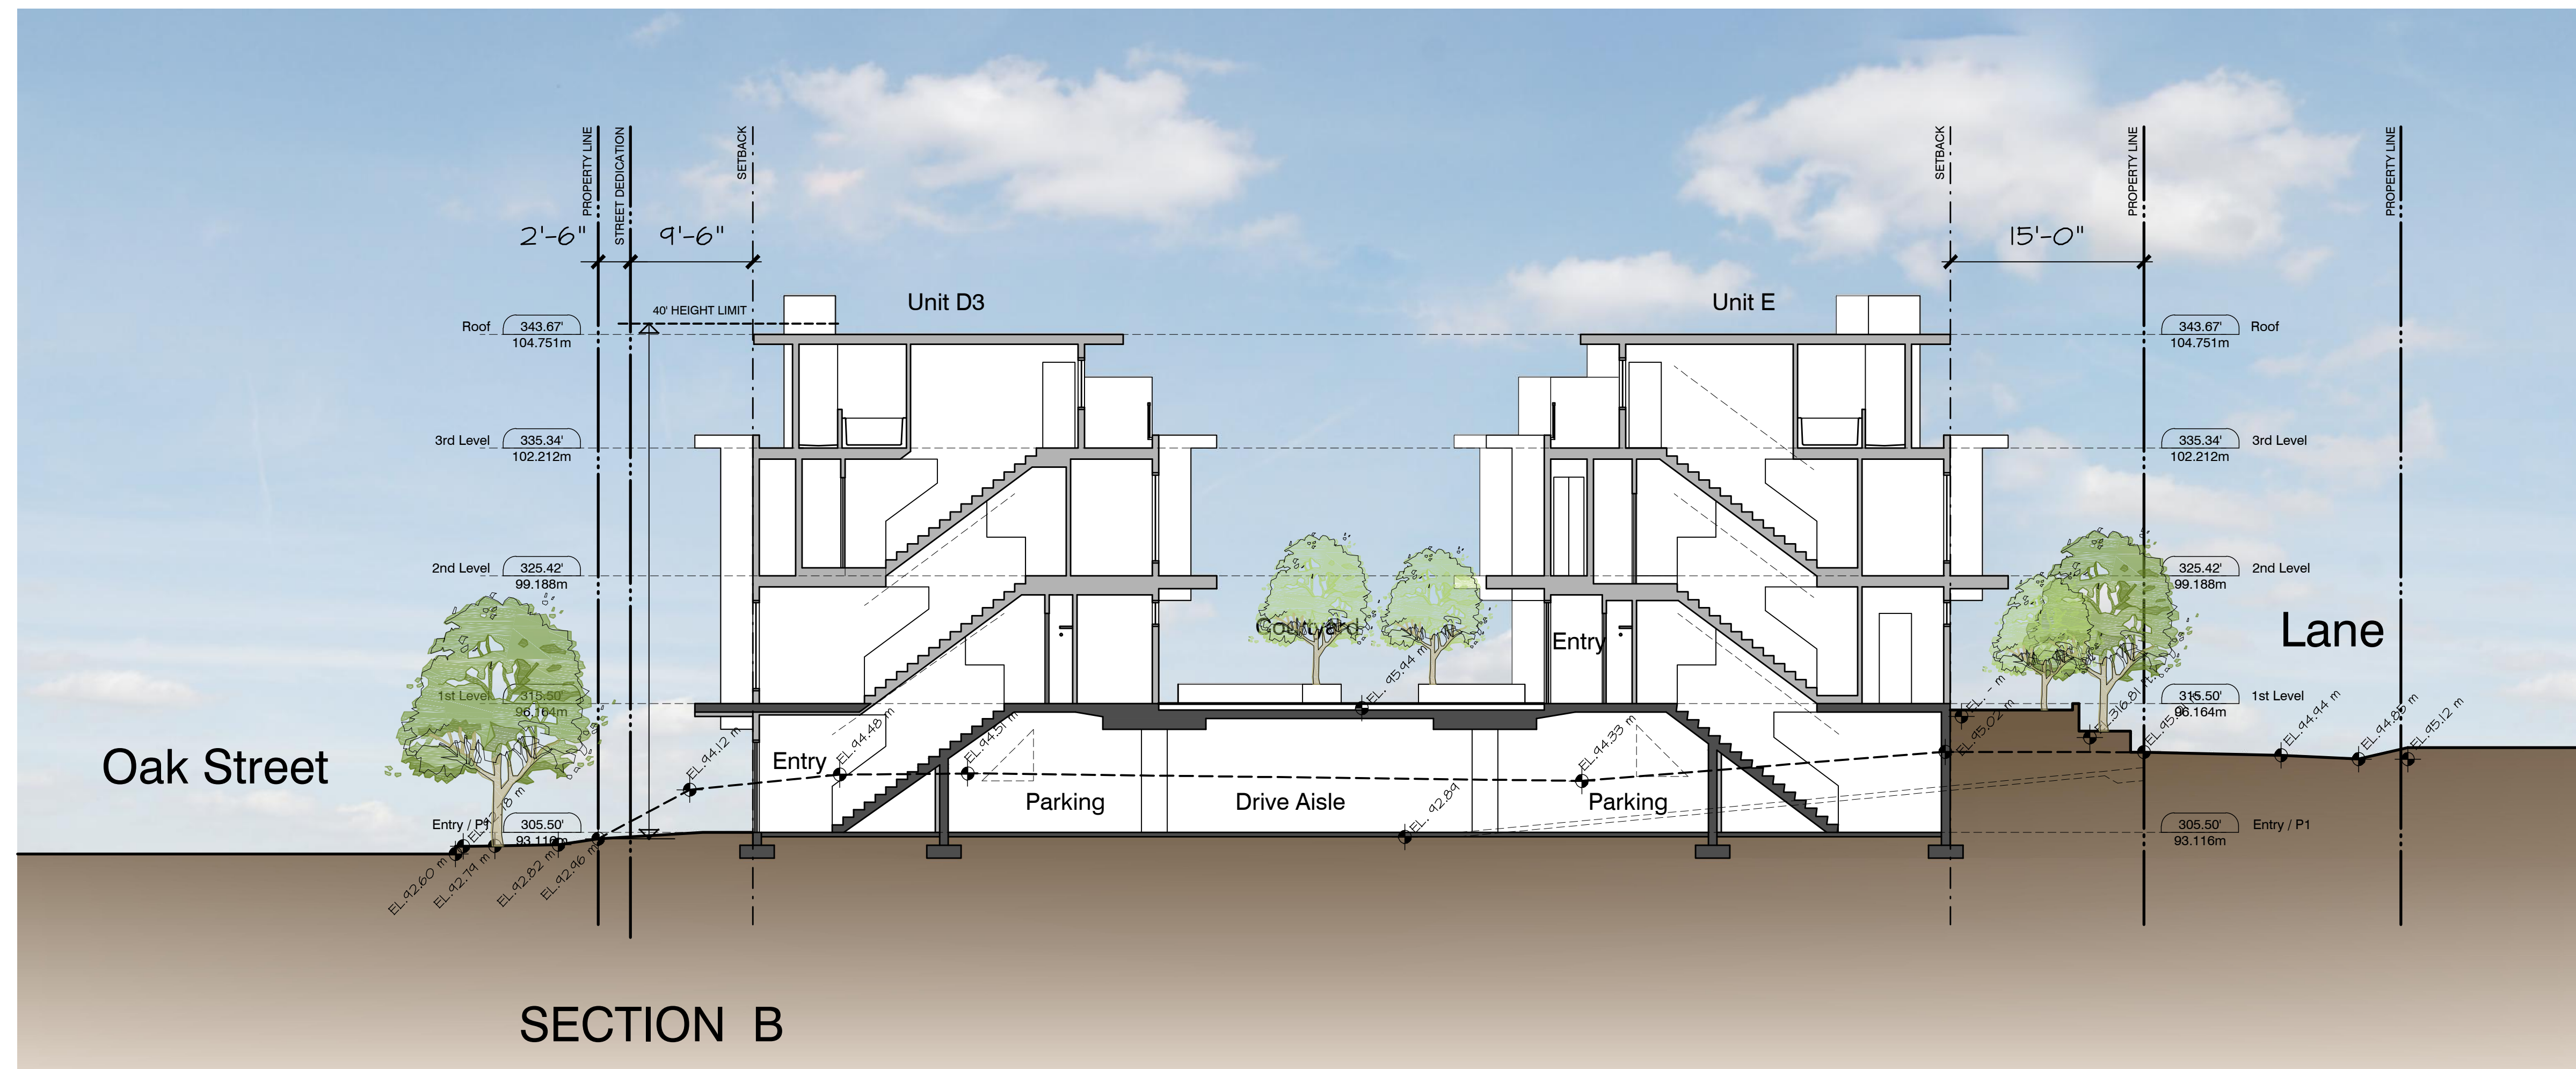 PROPERTY LINE
STREET DEDICATION
SETBACK
SETBACK
PROPERTY LINE
PROPERTY LINE
2'-6"
9'-6"
15'-0"
Unit D3
Unit E
40' HEIGHT LIMIT
Roof
343.67'
104.751m
343.67'
Roof
104.751m
3rd Level
335.34'
102.212m
335.34'
3rd Level
102.212m
2nd Level
325.42'
99.188m
325.42'
2nd Level
99.188m
Courtyard
Entry
Lane
1st Level
315.50'
96.164m
315.50'
1st Level
96.164m
EL. 95.94 m
EL. - m
EL.95.02 m
EL.94.94 m
EL.94.85 m
EL.95.12 m
Oak Street
EL.94.12 m
Entry
EL.94.48 m
EL.94.51 m
EL.94.33 m
Parking
Drive Aisle
EL.92.89
Parking
Entry / P1
305.50'
93.116m
305.50'
Entry / P1
93.116m
EL.92.60 m
EL.92.79 m
EL.92.82 m
EL.92.96 m
SECTION B